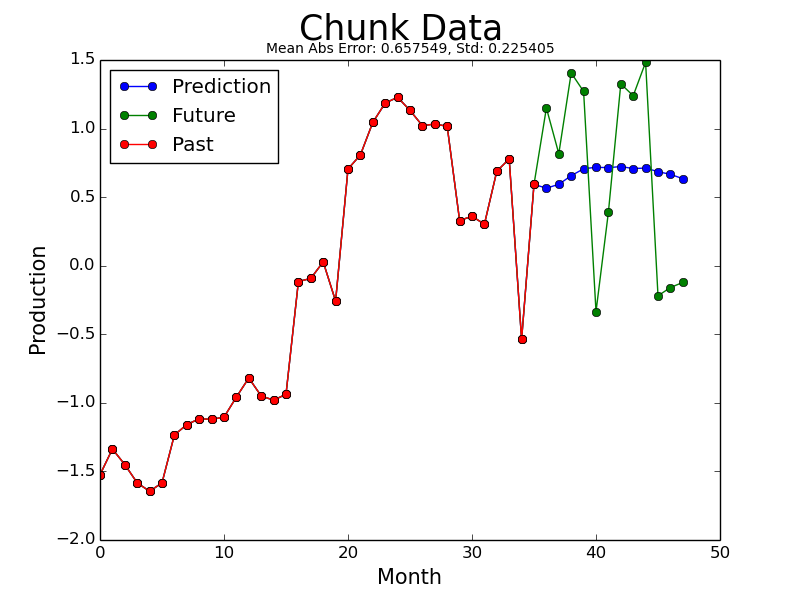 Chunk Data
Mean Abs Error: 0.657549, Std: 0.225405
Prediction
Future
Past
Production
1.5
1.0
0.5
0.0
−0.5
−1.0
−1.5
−2.0
0 10 20 30 40 50
Month